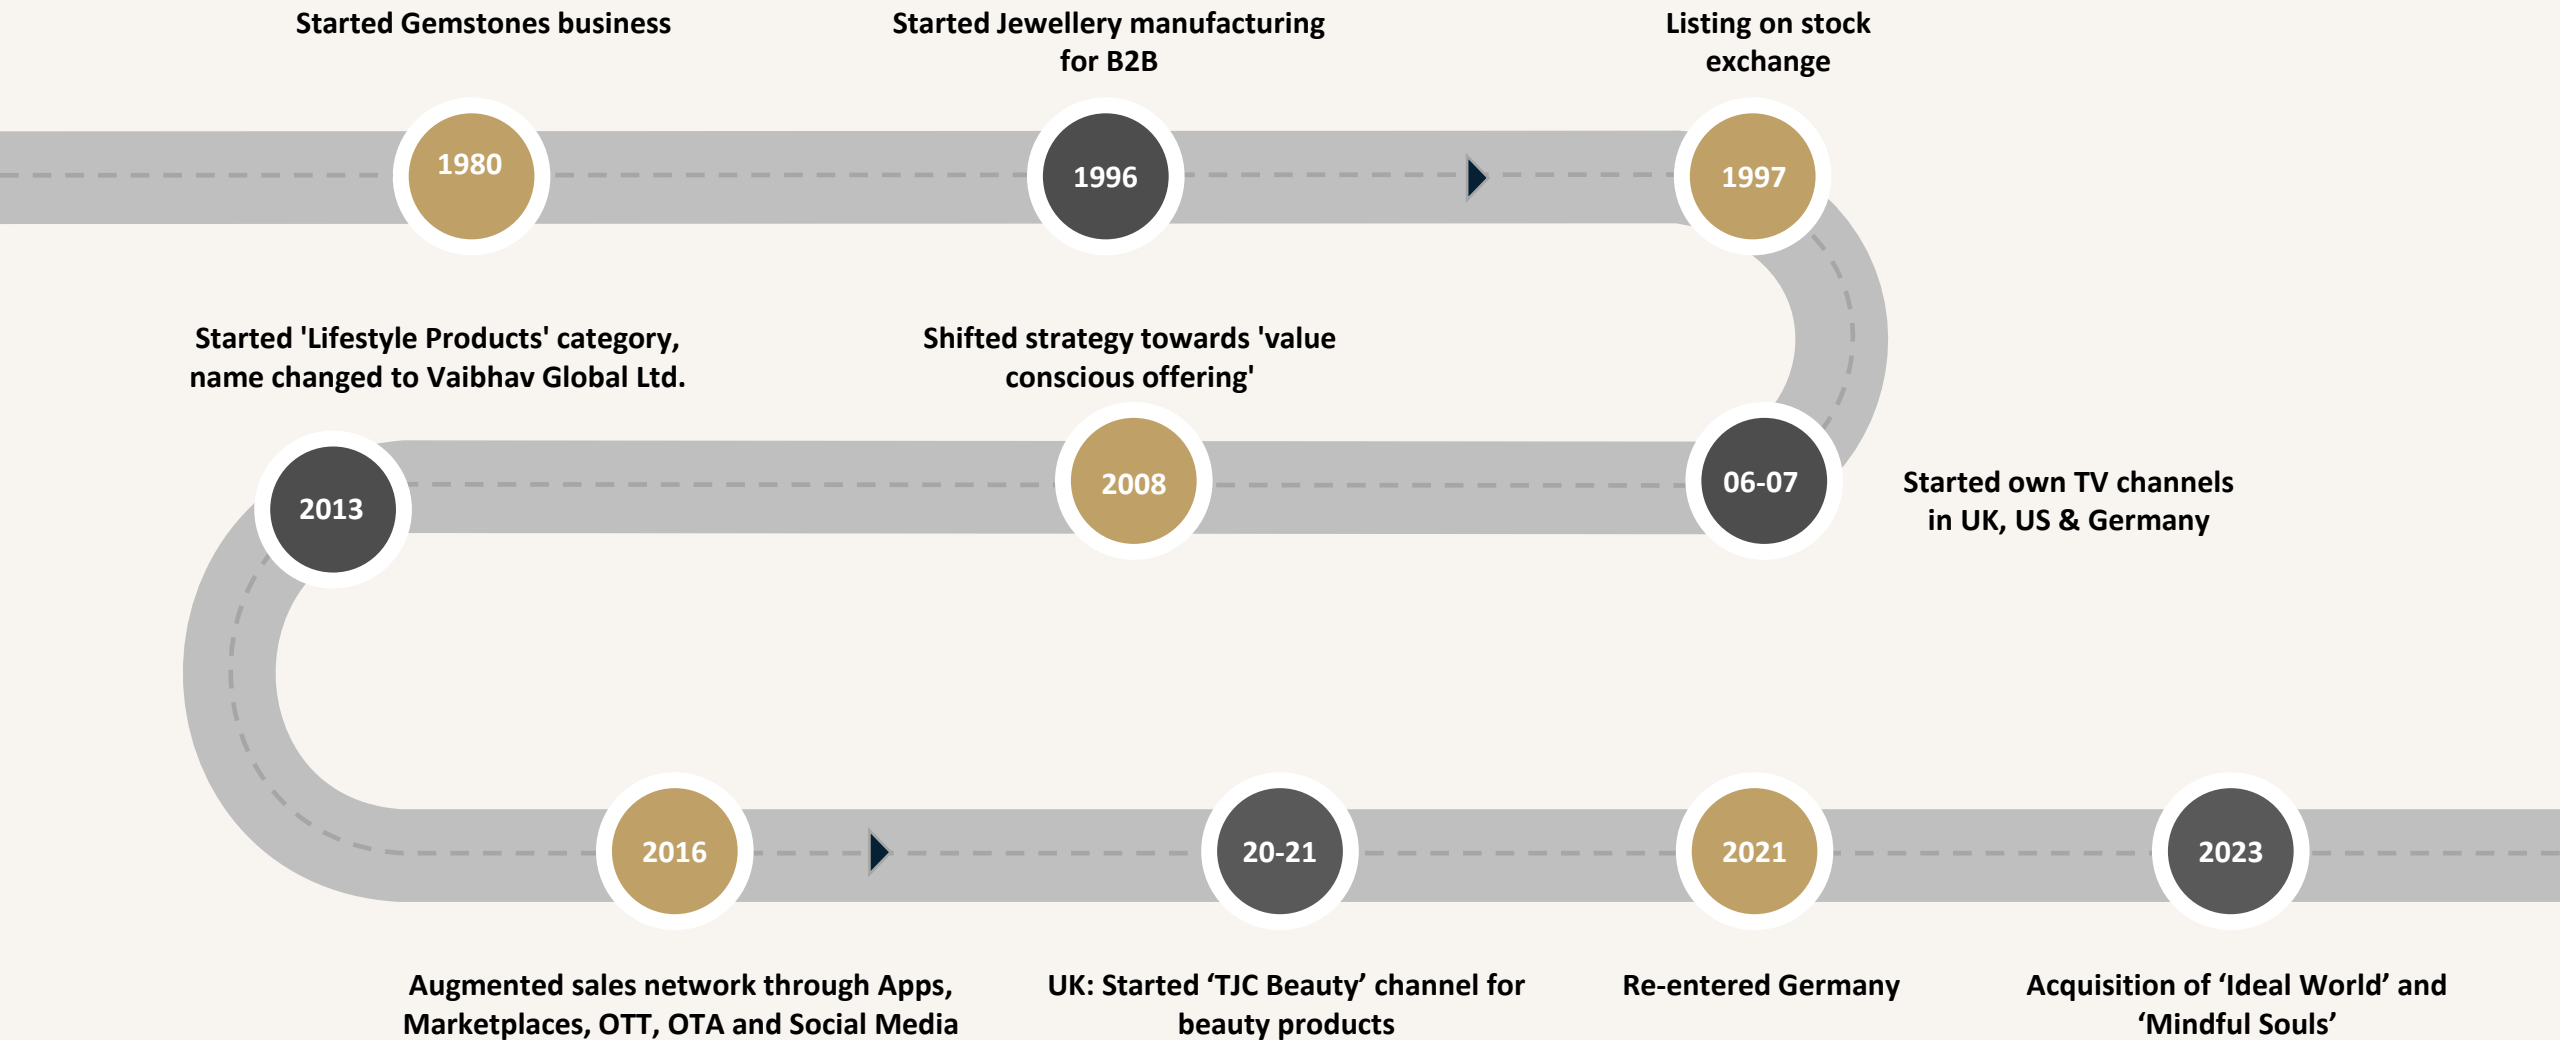 Started Gemstones business
1980
Started Jewellery manufacturing
for B2B
1996
Listing on stock
exchange
1997
Started own TV channels
in UK, US & Germany
06-07
Shifted strategy towards 'value
conscious offering'
2008
Started 'Lifestyle Products' category,
name changed to Vaibhav Global Ltd.
2013
2016
Augmented sales network through Apps,
Marketplaces, OTT, OTA and Social Media
20-21
UK: Started ‘TJC Beauty’ channel for
beauty products
2021
Re-entered Germany
2023
Acquisition of ‘Ideal World’ and
‘Mindful Souls’